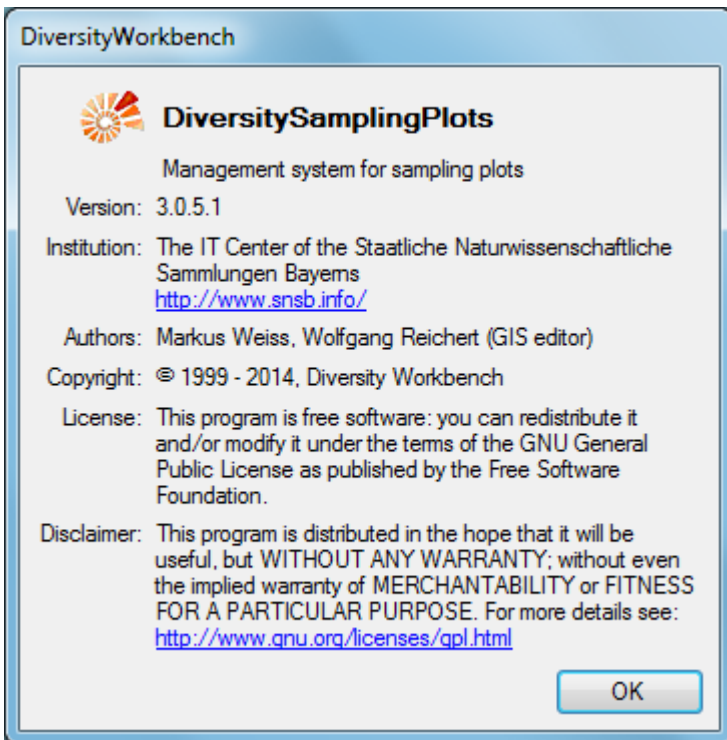 DiversityWorkbench
DiversitySamplingPlots
Management system for sampling plots
Version: 3.0.5.1
Institution: The IT Center of the Staatliche Naturwissenschaftliche
Sammlungen Bayerns
http://www.snsb.info/
Authors: Markus Weiss, Wolfgang Reichert (GIS editor)
Copyright: © 1999 - 2014, Diversity Workbench
License: This program is free software: you can redistribute it
and/or modify it under the terms of the GNU General
Public License as published by the Free Software
Foundation.
Disclaimer: This program is distributed in the hope that it will be
useful, but WITHOUT ANY WARRANTY; without even
the implied warranty of MERCHANTABILITY or FITNESS
FOR A PARTICULAR PURPOSE. For more details see:
http://www.gnu.org/licenses/gpl.html
OK